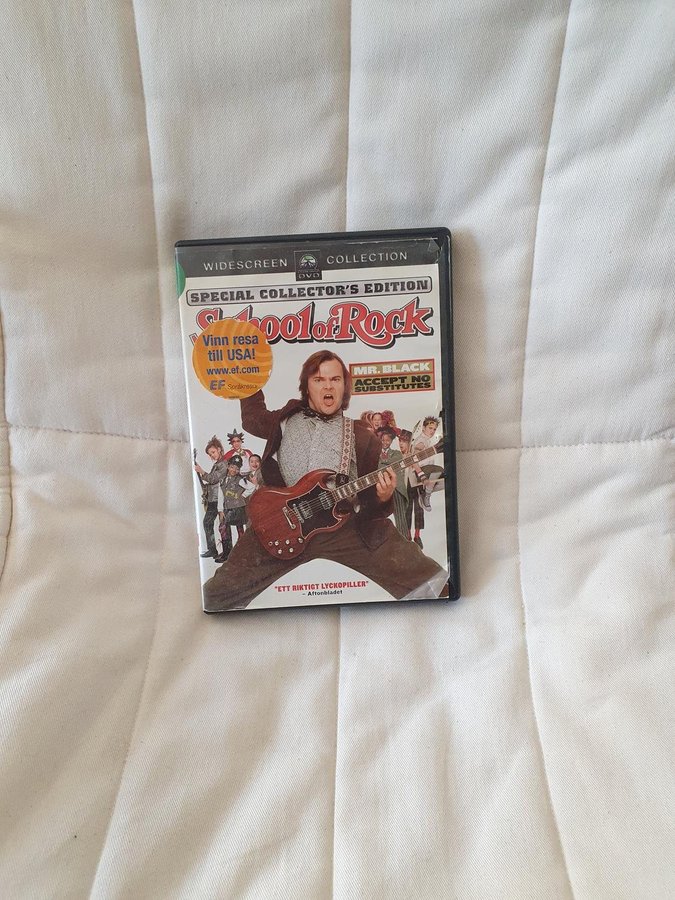 WIDESCREEN DVD COLLECTION
SPECIAL COLLECTOR'S EDITION
School of Rock
Vinn resa
till USA!
www.ef.com
EF Språkresor
MR. BLACK
ACCEPT NO
SUBSTITUTES
"ETT RIKTIGT LYCKOPILLER"
– Aftonbladet